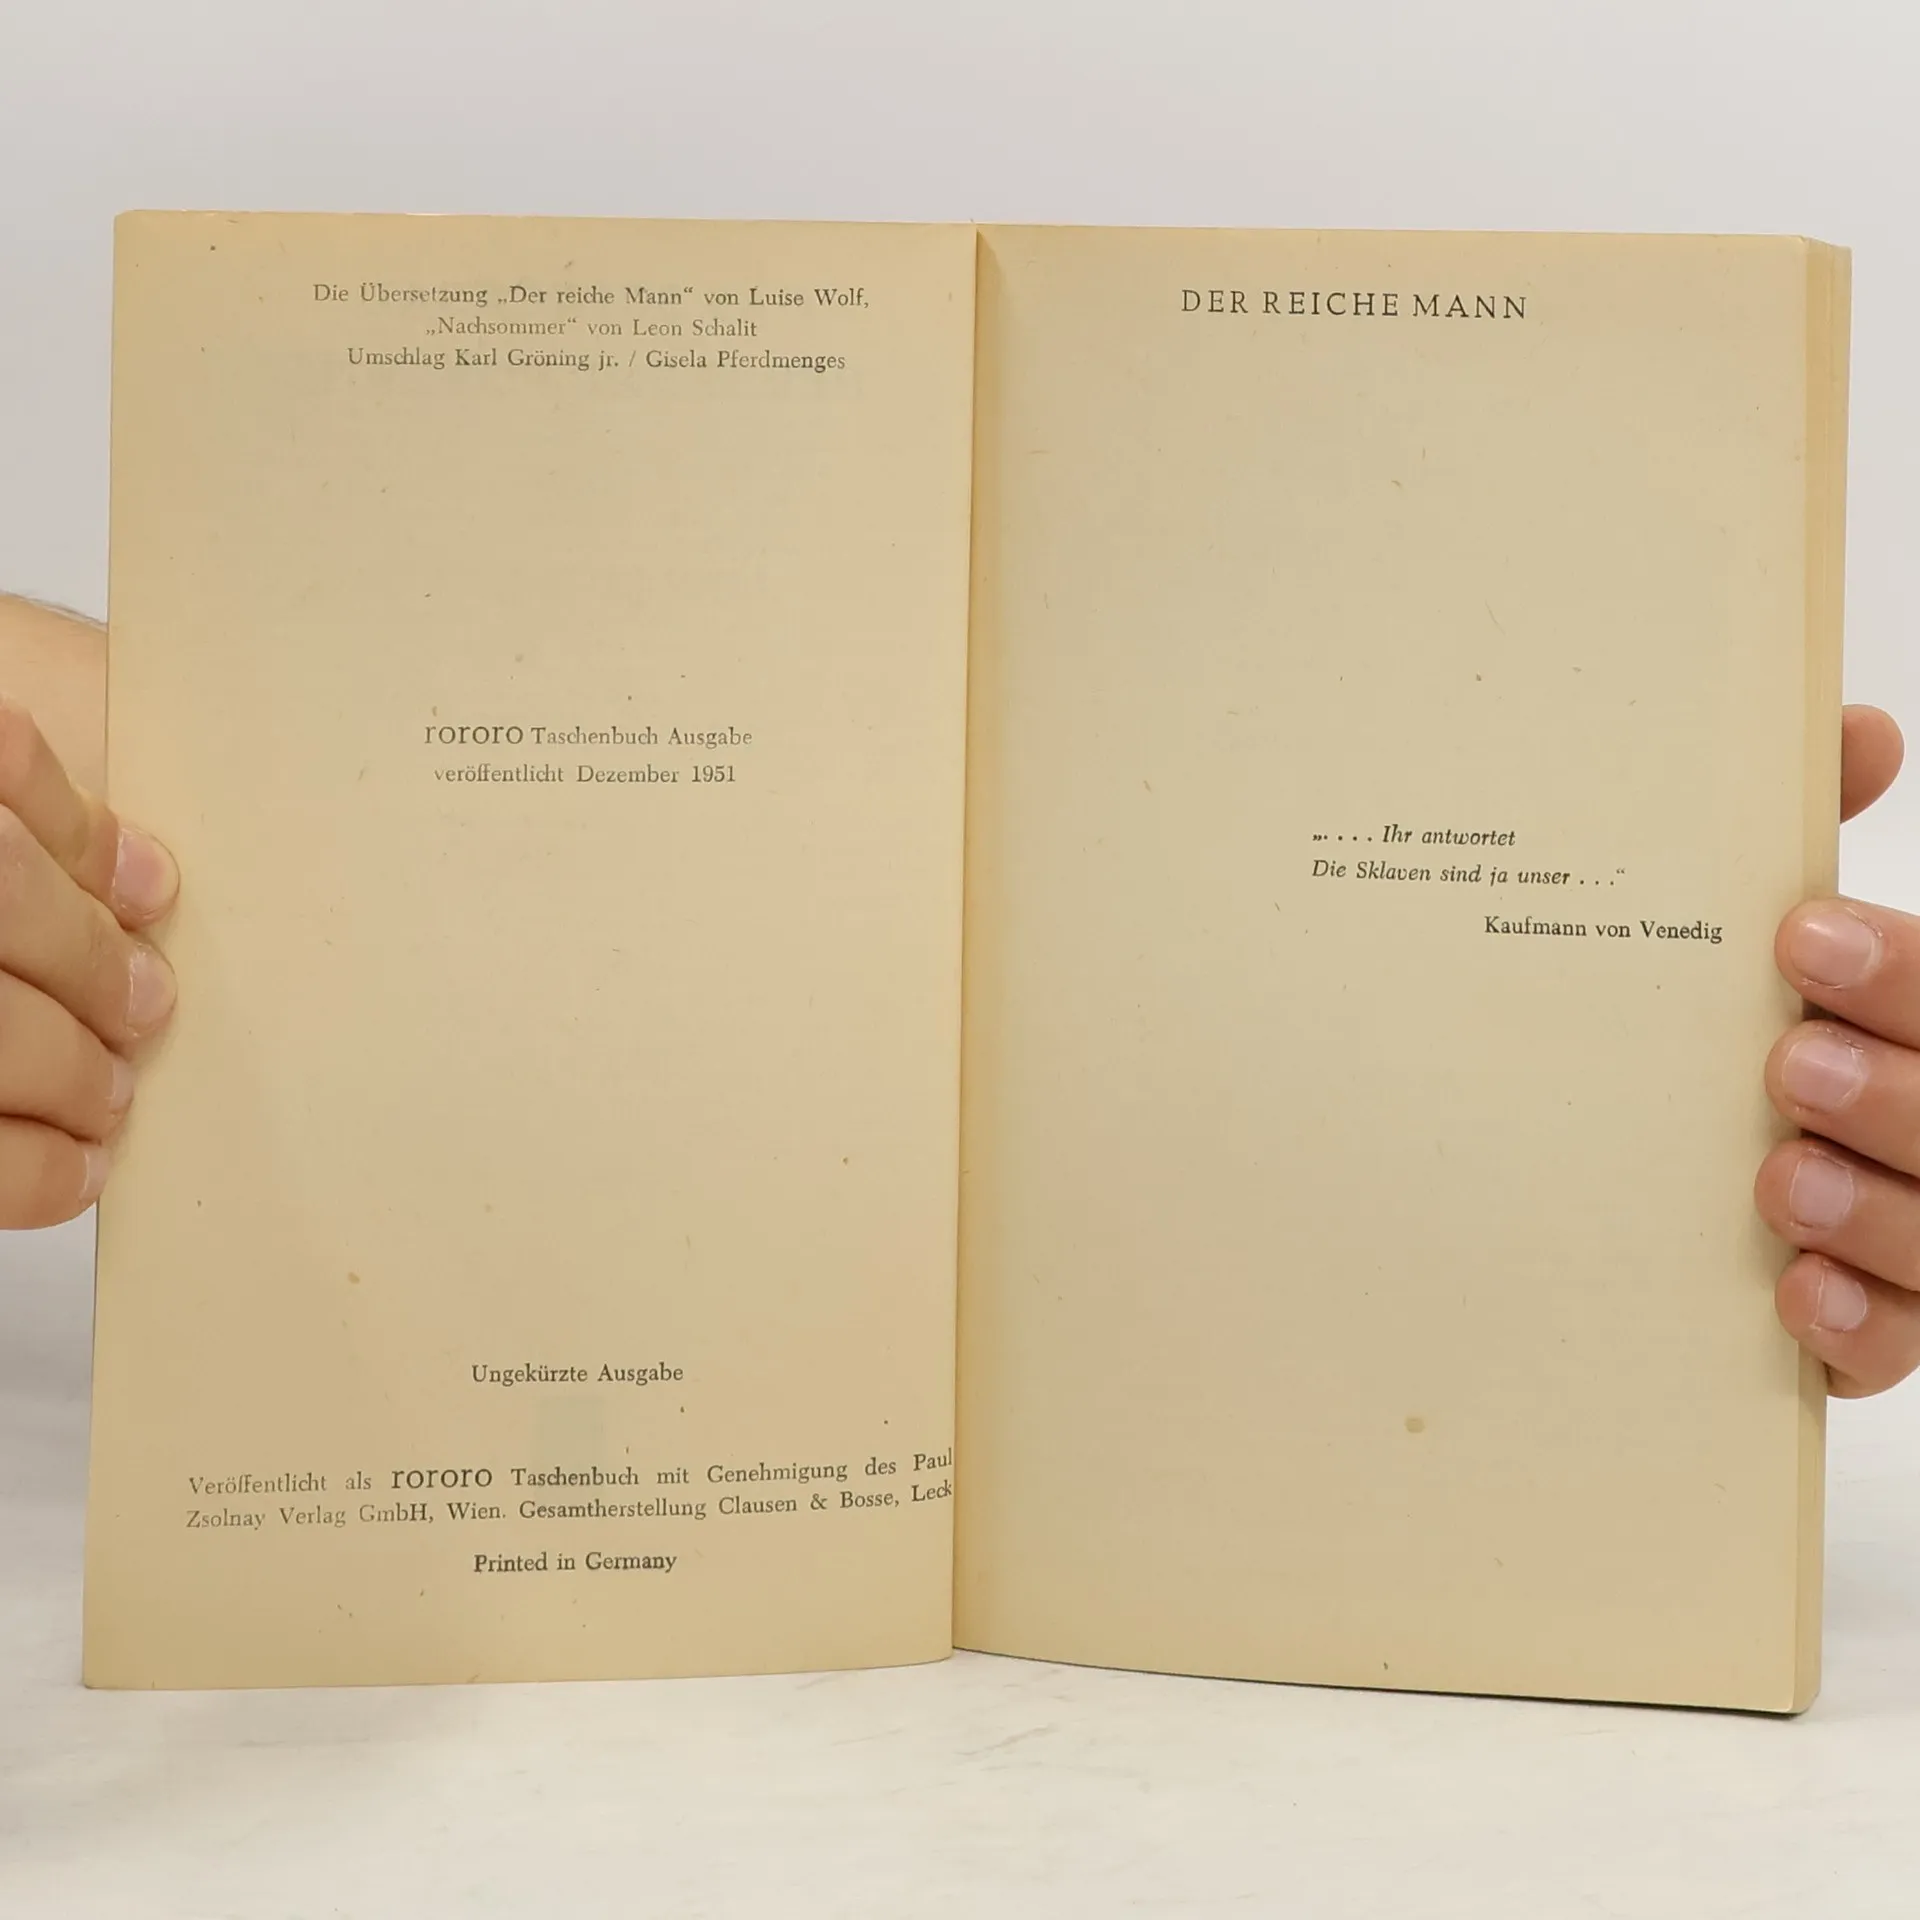 Die Übersetzung „Der reiche Mann“ von Luise Wolf,
„Nachsommer“ von Leon Schalit
Umschlag Karl Gröning jr. / Gisela Pferdmenges
rororo Taschenbuch Ausgabe
veröffentlicht Dezember 1951
Ungekürzte Ausgabe
Veröffentlicht als rororo Taschenbuch mit Genehmigung des Paul
Zsolnay Verlag GmbH, Wien. Gesamtherstellung Clausen & Bosse, Leck
Printed in Germany
DER REICHE MANN
„. . . . Ihr antwortet
Die Sklaven sind ja unser . . .“
Kaufmann von Venedig